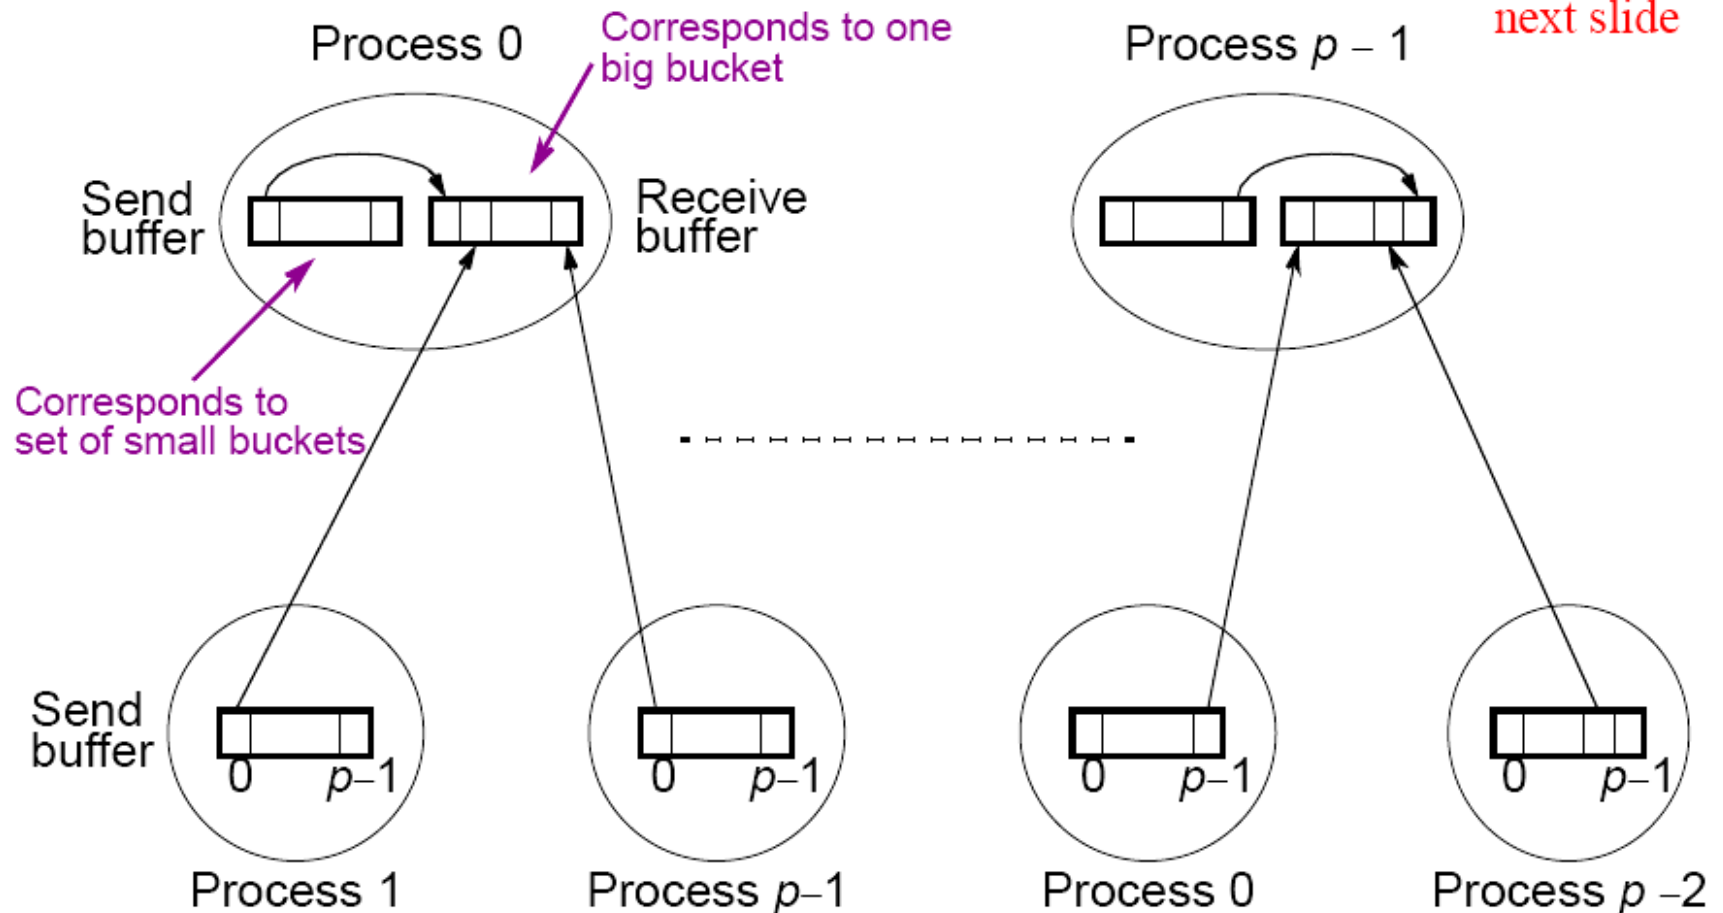 next slide
Process 0
Corresponds to one
big bucket
Process p – 1
Send
buffer
Receive
buffer
Corresponds to
set of small buckets
Send
buffer
0
p–1
0
p–1
0
p–1
0
p–1
Process 1
Process p–1
Process 0
Process p –2